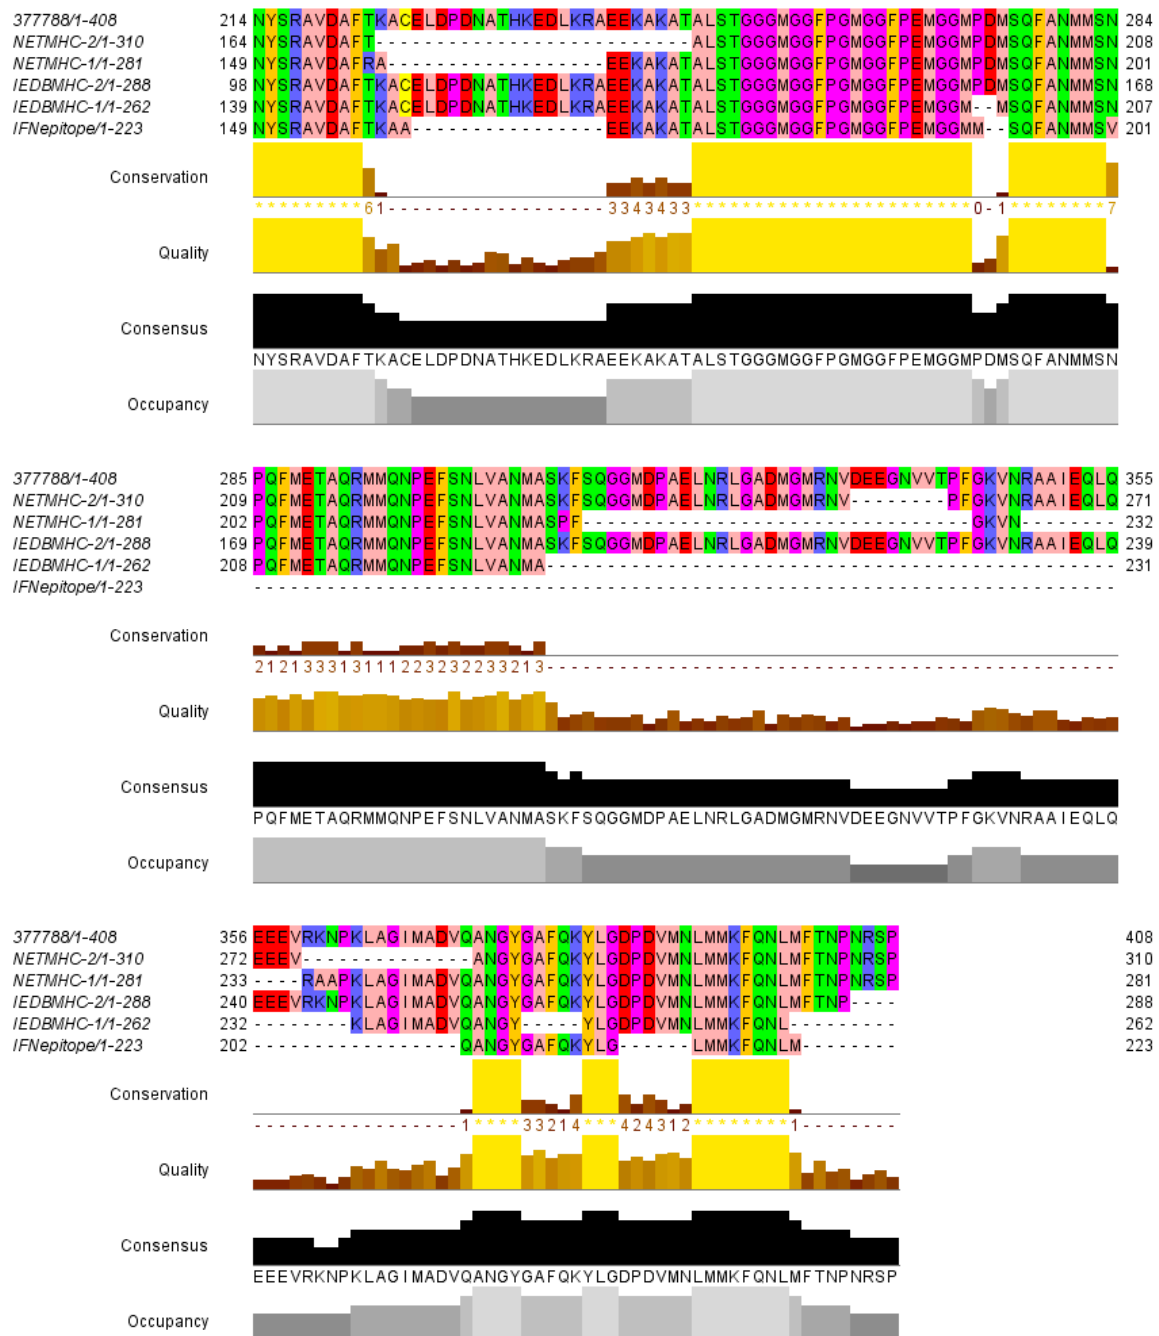 377788/1-408 214 NYSRAVDAFTKACELDPDNATHKEDLKRAEEKAKATALSTGGGMGGFPGMGGFPEMGGMPDMSQFANMMSN 284
NETMHC-2/1-310 164 NYSRAVDAFT--------------------------ALSTGGGMGGFPGMGGFPEMGGMPDMSQFANMMSN 208
NETMHC-1/1-281 149 NYSRAVDAFRA------------------EEKAKATALSTGGGMGGFPGMGGFPEMGGMPDMSQFANMMSN 201
IEDBMHC-2/1-288 98 NYSRAVDAFTKACELDPDNATHKEDLKRAEEKAKATALSTGGGMGGFPGMGGFPEMGGMPDMSQFANMMSN 168
IEDBMHC-1/1-262 139 NYSRAVDAFTKACELDPDNATHKEDLKRAEEKAKATALSTGGGMGGFPGMGGFPEMGGM--MSQFANMMSN 207
IFNepitope/1-223 149 NYSRAVDAFTKAA----------------EEKAKATALSTGGGMGGFPGMGGFPEMGGMM--SQFANMMSV 201
Conservation
*********61------------------3343433***********************0-1********7
Quality
Consensus
NYSRAVDAFTKACELDPDNATHKEDLKRAEEKAKATALSTGGGMGGFPGMGGFPEMGGMPDMSQFANMMSN
Occupancy
377788/1-408 285 PQFMETAQRMMQNPEFSNLVANMASKFSQGGMDPAELNRLGADMGMRNVDEEGNVVTPFGKVNRAAIEQLQ 355
NETMHC-2/1-310 209 PQFMETAQRMMQNPEFSNLVANMASKFSQGGMDPAELNRLGADMGMRNV--------PFGKVNRAAIEQLQ 271
NETMHC-1/1-281 202 PQFMETAQRMMQNPEFSNLVANMASPF--------------------------------GKVN-------- 232
IEDBMHC-2/1-288 169 PQFMETAQRMMQNPEFSNLVANMASKFSQGGMDPAELNRLGADMGMRNVDEEGNVVTPFGKVNRAAIEQLQ 239
IEDBMHC-1/1-262 208 PQFMETAQRMMQNPEFSNLVANMA----------------------------------------------- 231
IFNepitope/1-223 -----------------------------------------------------------------------
Conservation
212133313111223232233213-----------------------------------------------
Quality
Consensus
PQFMETAQRMMQNPEFSNLVANMASKFSQGGMDPAELNRLGADMGMRNVDEEGNVVTPFGKVNRAAIEQLQ
Occupancy
377788/1-408 356 EEEVRKNPKLAGIMADVQANGYGAFQKYLGDPDVMNLMMKFQNLMFTNPNRSP 408
NETMHC-2/1-310 272 EEEV--------------ANGYGAFQKYLGDPDVMNLMMKFQNLMFTNPNRSP 310
NETMHC-1/1-281 233 ----RAAPKLAGIMADVQANGYGAFQKYLGDPDVMNLMMKFQNLMFTNPNRSP 281
IEDBMHC-2/1-288 240 EEEVRKNPKLAGIMADVQANGYGAFQKYLGDPDVMNLMMKFQNLMFTNP---- 288
IEDBMHC-1/1-262 232 --------KLAGIMADVQANGY-----YLGDPDVMNLMMKFQNL--------- 262
IFNepitope/1-223 202 -----------------QANGYGAFQKYLG------LMMKFQNLM-------- 223
Conservation
-----------------1****33214***424312********1--------
Quality
Consensus
EEEVRKNPKLAGIMADVQANGYGAFQKYLGDPDVMNLMMKFQNLMFTNPNRSP
Occupancy